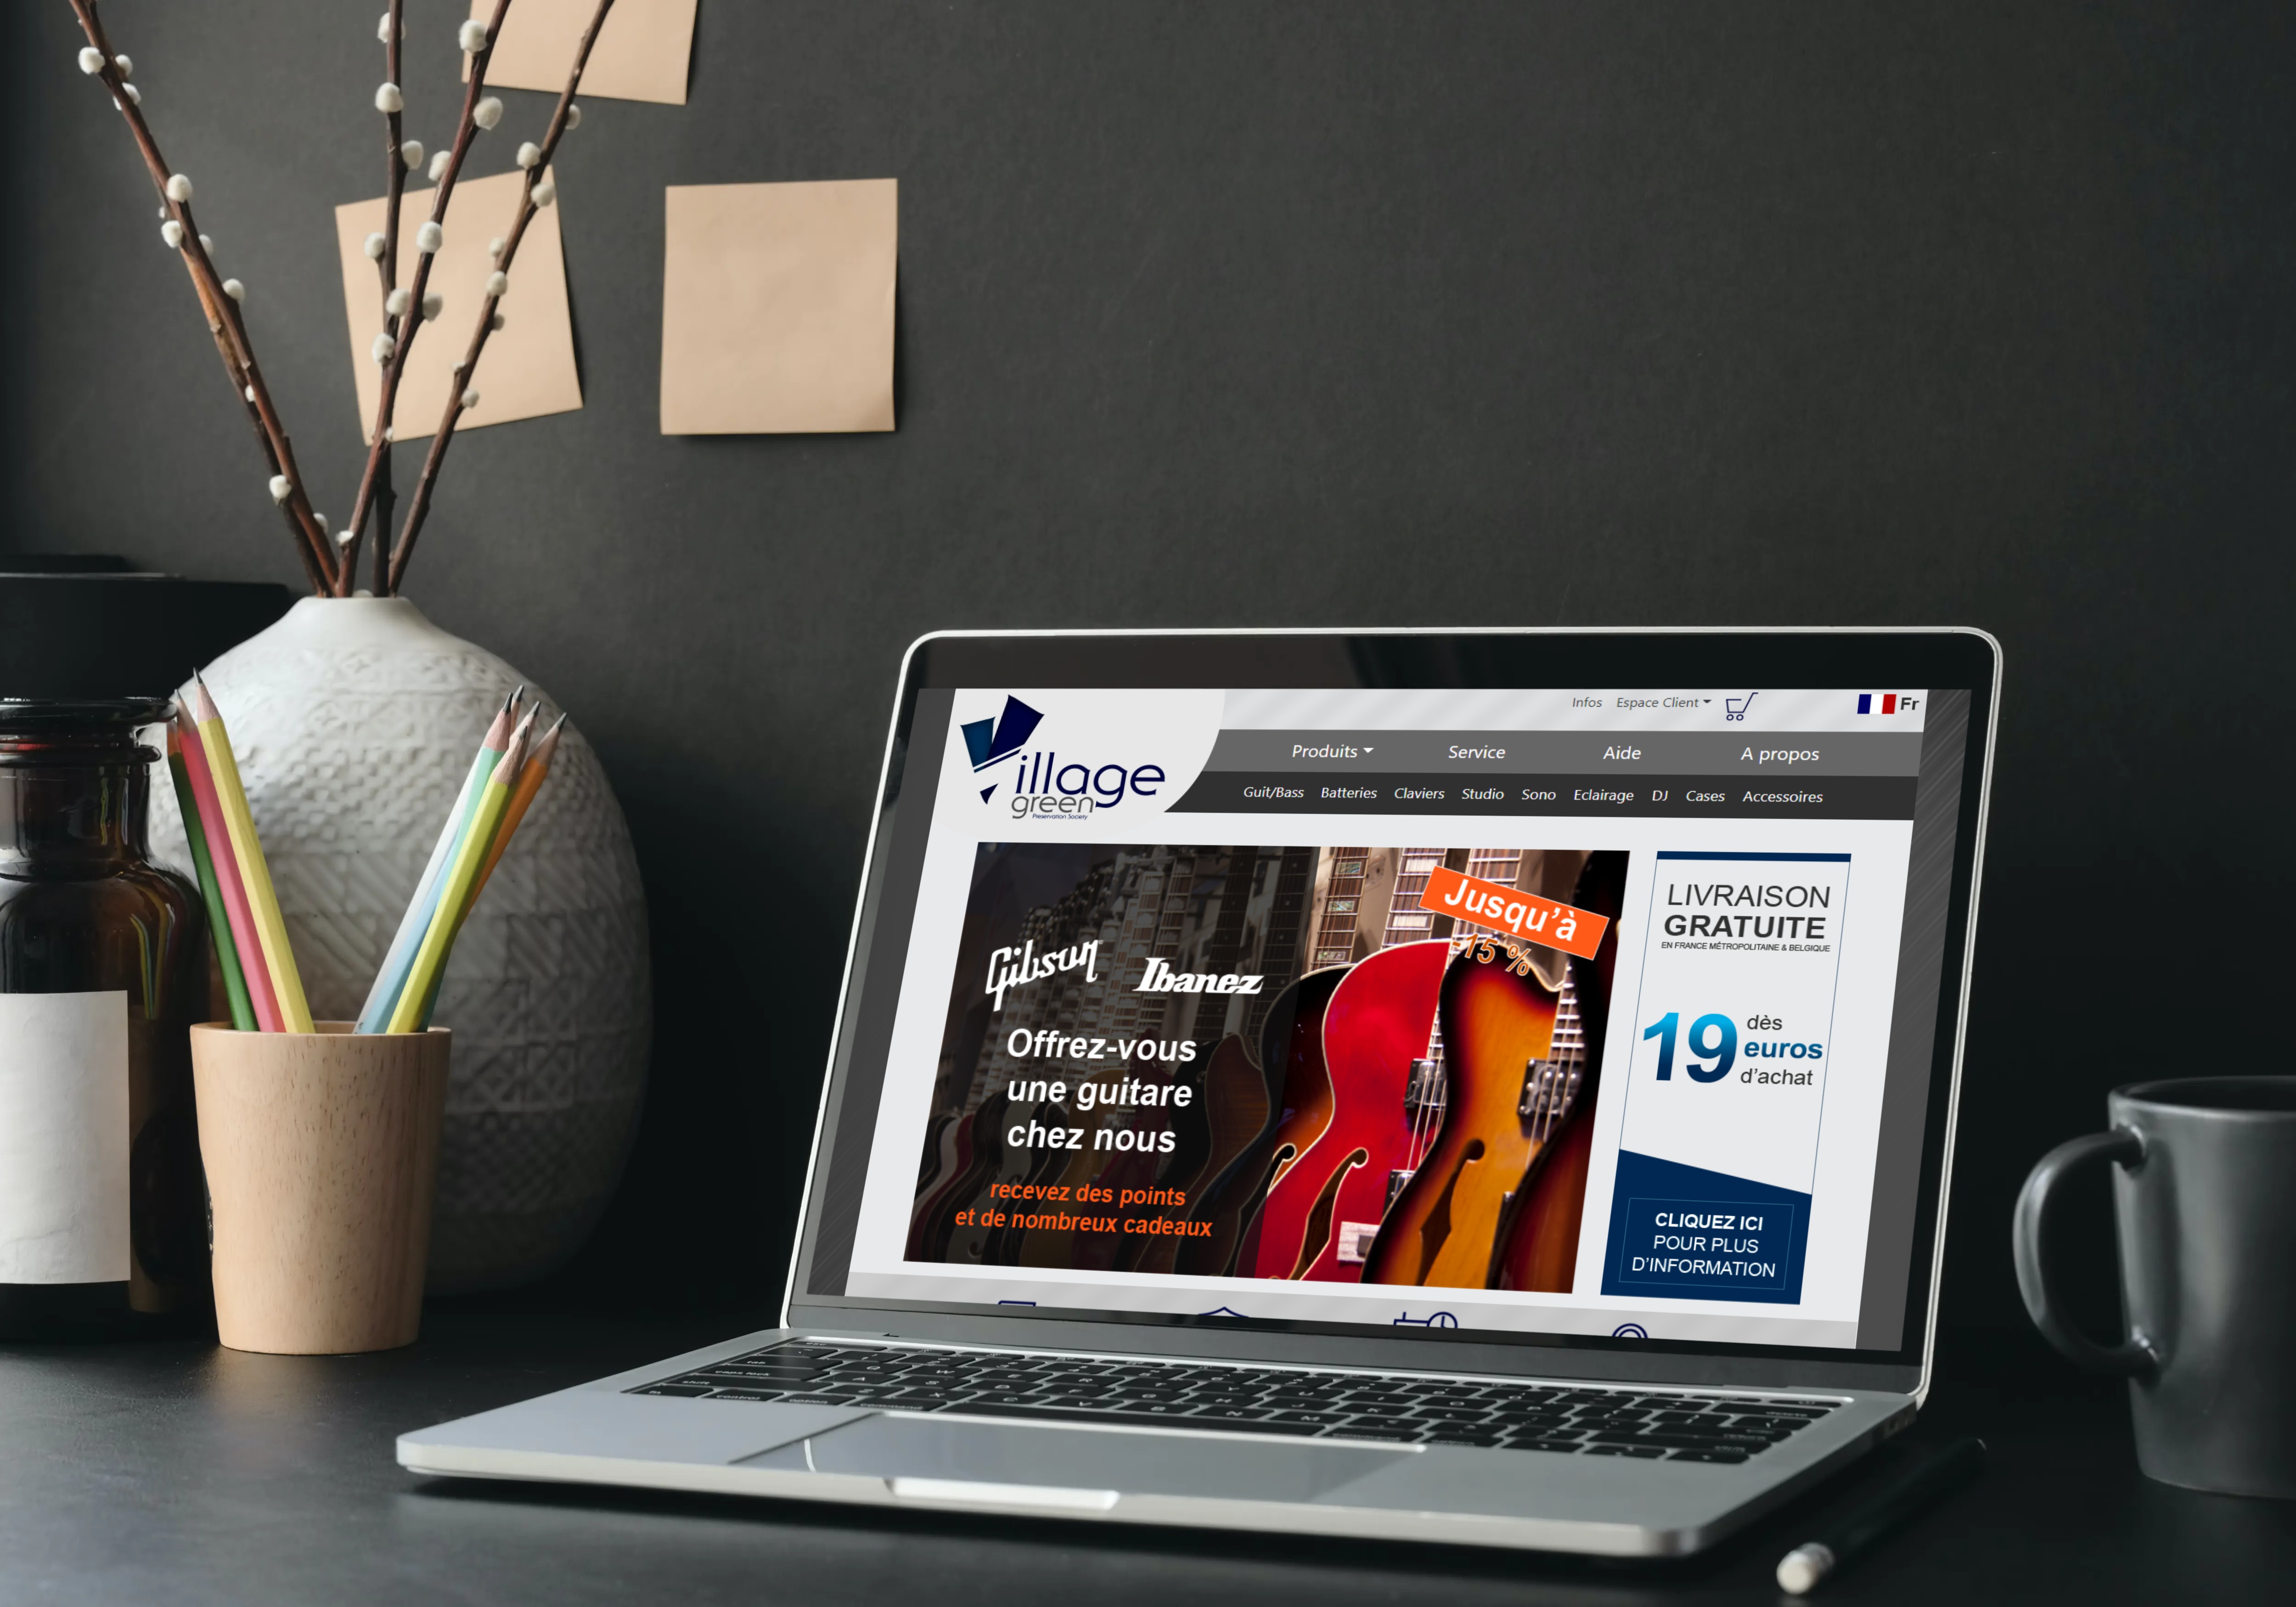 Infos Espace Client
Fr
Village
green
Preservation Society
Produits Service Aide A propos
Guit/Bass Batteries Claviers Studio Sono Eclairage DJ Cases Accessoires
Gibson Ibanez
Offrez-vous
une guitare
chez nous
recevez des points
et de nombreux cadeaux
Jusqu'à
-15 %
LIVRAISON
GRATUITE
EN FRANCE MÉTROPOLITAINE & BELGIQUE
19 dès
euros
d'achat
CLIQUEZ ICI
POUR PLUS
D'INFORMATION